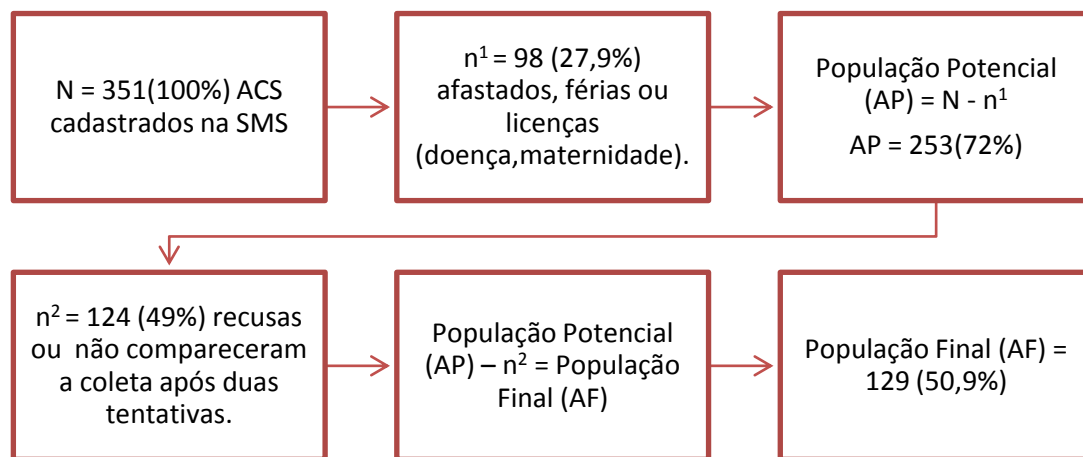 N = 351(100%) ACS
cadastrados na SMS
n¹ = 98 (27,9%)
afastados, férias ou
licenças
(doença,maternidade).
População Potencial
(AP) = N - n¹
AP = 253(72%)
n² = 124 (49%) recusas
ou não compareceram
a coleta após duas
tentativas.
População Potencial
(AP) – n² = População
Final (AF)
População Final (AF) =
129 (50,9%)